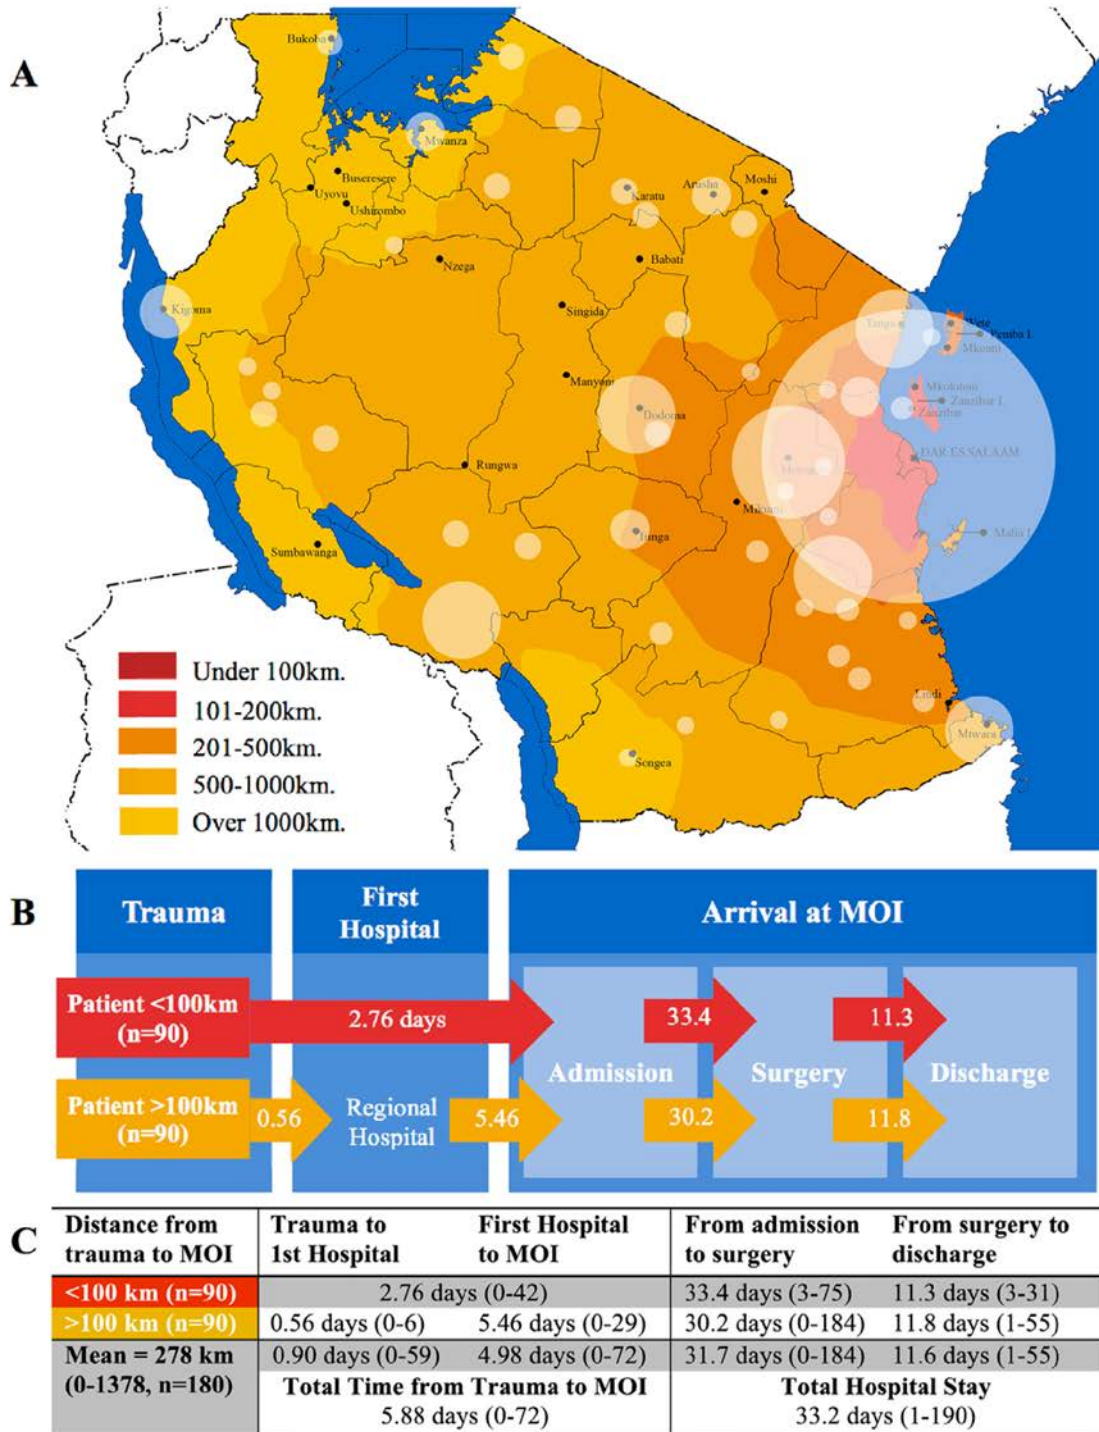 A
Bukoba
Mwanza
Buseresere
Uyovu
Ushirombo
Karatu
Arusha
Moshi
Nzega
Babati
Kigoma
Singida
Tanga
Wete
Pemba I.
Mkoani
Manyoni
Mkokotoni
Zanzibar I.
Zanzibar
Dodoma
Rungwa
DAR ES SALAAM
Mikumi
Sumbawanga
Iringa
Mafia I.
Lindi
Mtwara
Songea
Under 100km.
101-200km.
201-500km.
500-1000km.
Over 1000km.
B
Trauma
First
Hospital
Arrival at MOI
Patient <100km
(n=90)
2.76 days
33.4
11.3
Admission
Surgery
Discharge
Patient >100km
(n=90)
0.56
Regional
Hospital
5.46
30.2
11.8
C
Distance from Trauma to First Hospital From admission From surgery to
trauma to MOI 1st Hospital to MOI to surgery discharge
<100 km (n=90) 2.76 days (0-42) 33.4 days (3-75) 11.3 days (3-31)
>100 km (n=90) 0.56 days (0-6) 5.46 days (0-29) 30.2 days (0-184) 11.8 days (1-55)
Mean = 278 km 0.90 days (0-59) 4.98 days (0-72) 31.7 days (0-184) 11.6 days (1-55)
(0-1378, n=180) Total Time from Trauma to MOI Total Hospital Stay
5.88 days (0-72) 33.2 days (1-190)